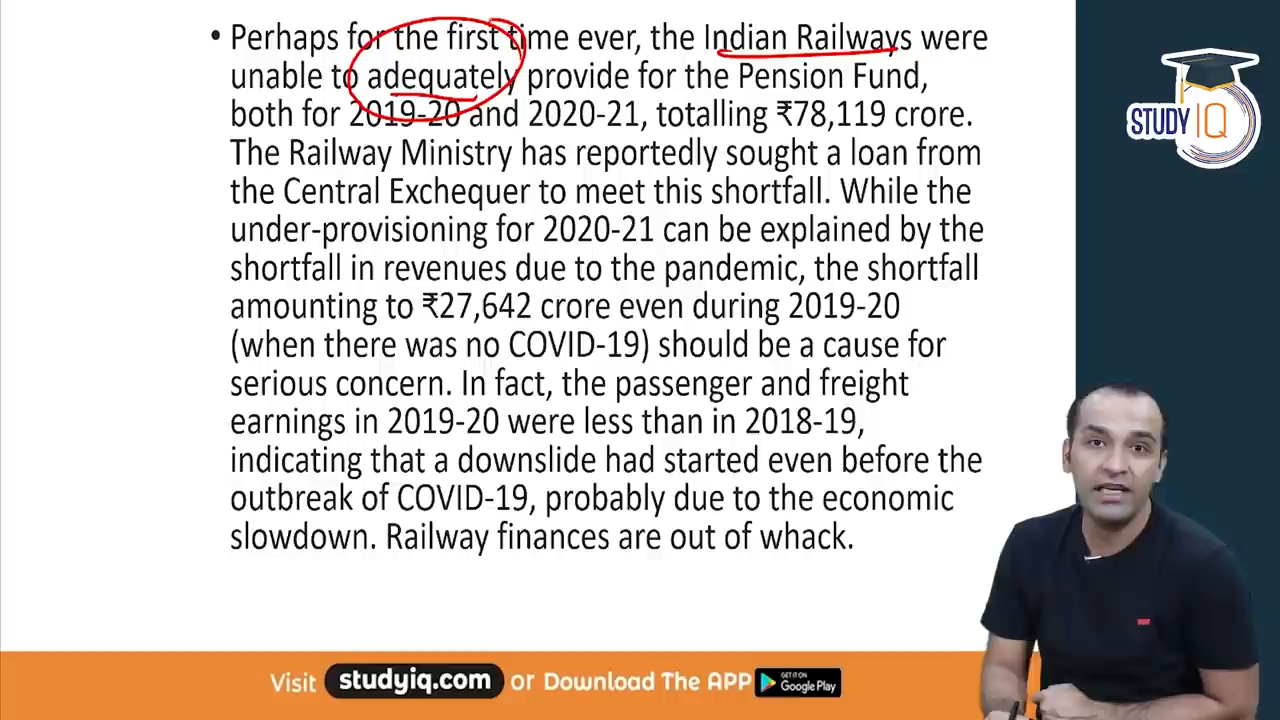 • Perhaps for the first time ever, the Indian Railways were
unable to adequately provide for the Pension Fund,
both for 2019-20 and 2020-21, totalling ₹78,119 crore.
The Railway Ministry has reportedly sought a loan from
the Central Exchequer to meet this shortfall. While the
under-provisioning for 2020-21 can be explained by the
shortfall in revenues due to the pandemic, the shortfall
amounting to ₹27,642 crore even during 2019-20
(when there was no COVID-19) should be a cause for
serious concern. In fact, the passenger and freight
earnings in 2019-20 were less than in 2018-19,
indicating that a downslide had started even before the
outbreak of COVID-19, probably due to the economic
slowdown. Railway finances are out of whack.
STUDY IQ
Visit studyiq.com or Download The APP GET IT ON Google Play